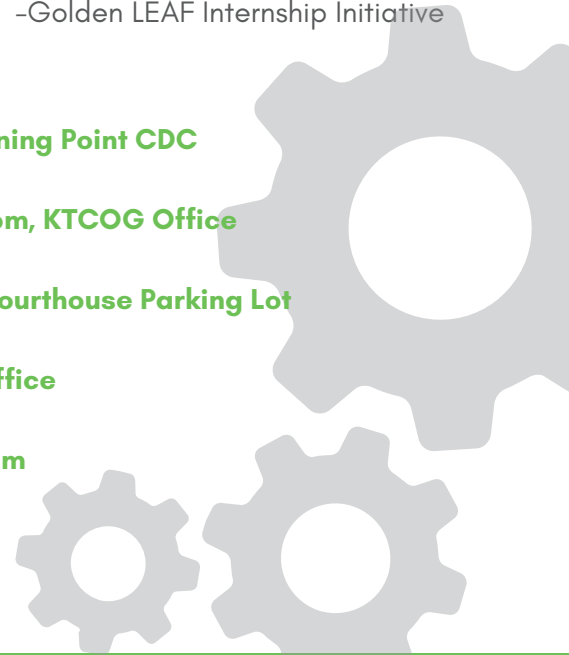 -Golden LEAF Internship Initiative
ning Point CDC
om, KTCOG Office
ourthouse Parking Lot
ffice
m